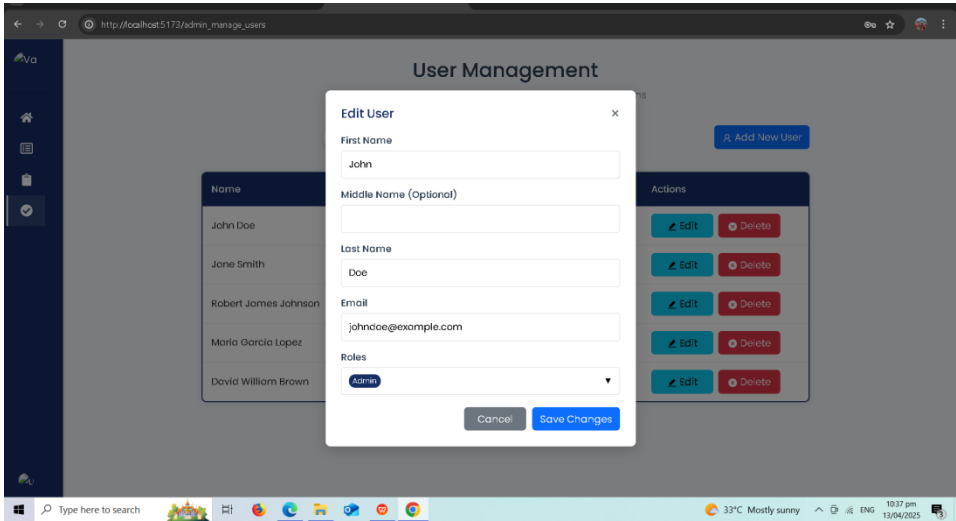 http://localhost:5173/admin_manage_users
Va
User Management
ns
Add New User
Edit User
×
First Name
John
Middle Name (Optional)
Last Name
Doe
Email
johndoe@example.com
Roles
Admin
Cancel
Save Changes
Name
Actions
John Doe
Edit
Delete
Jane Smith
Edit
Delete
Robert James Johnson
Edit
Delete
Maria Garcia Lopez
Edit
Delete
David William Brown
Edit
Delete
Type here to search
33°C Mostly sunny
ENG
10:37 pm
13/04/2025
3